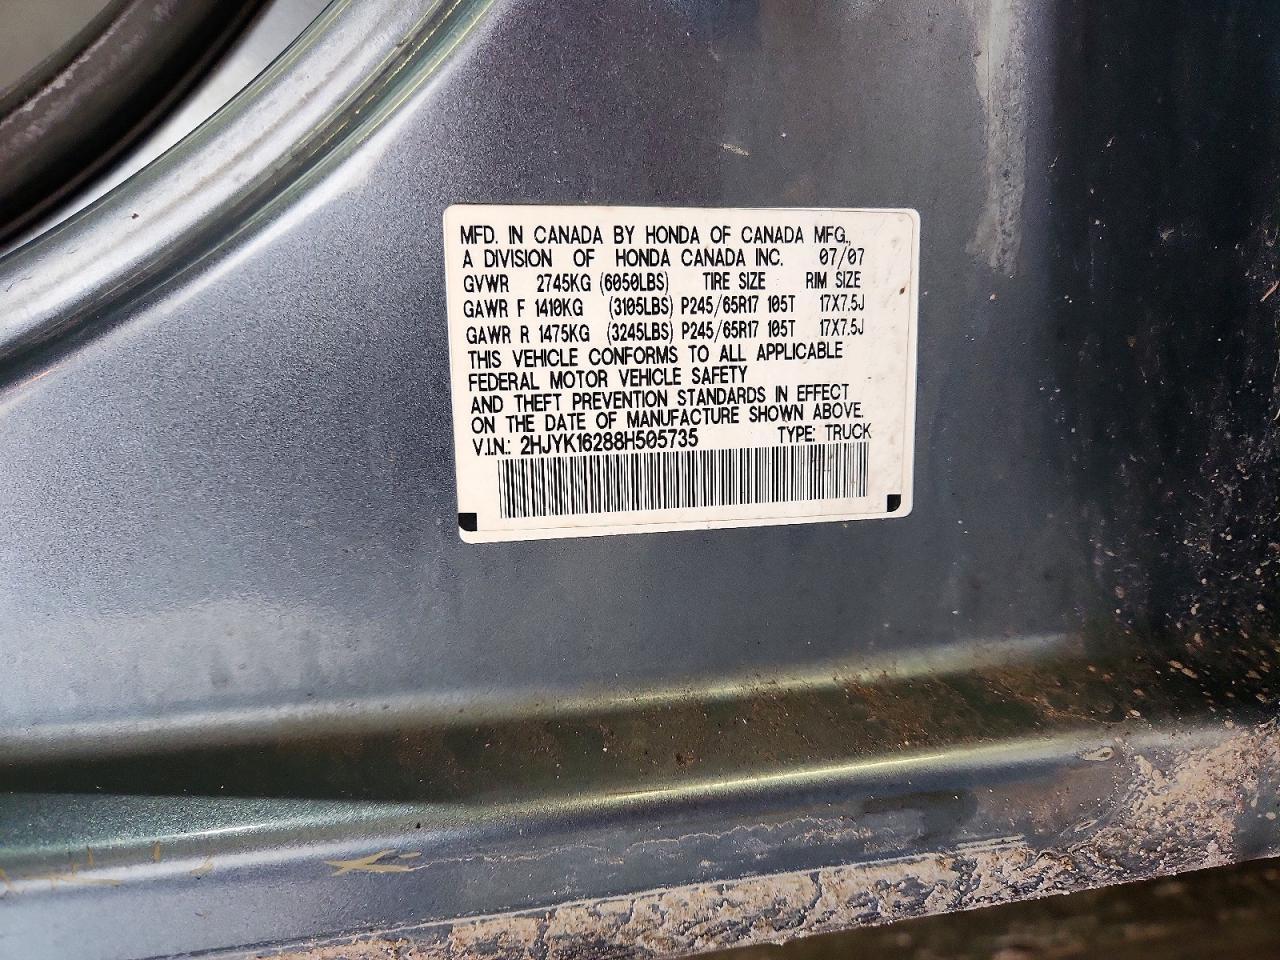 MFD. IN CANADA BY HONDA OF CANADA MFG.,
A DIVISION OF HONDA CANADA INC. 07/07
GVWR 2745KG (6050LBS) TIRE SIZE RIM SIZE
GAWR F 1410KG (3105LBS) P245/65R17 105T 17X7.5J
GAWR R 1475KG (3245LBS) P245/65R17 105T 17X7.5J
THIS VEHICLE CONFORMS TO ALL APPLICABLE
FEDERAL MOTOR VEHICLE SAFETY
AND THEFT PREVENTION STANDARDS IN EFFECT
ON THE DATE OF MANUFACTURE SHOWN ABOVE.
V.I.N.: 2HJYK16288H505735 TYPE: TRUCK